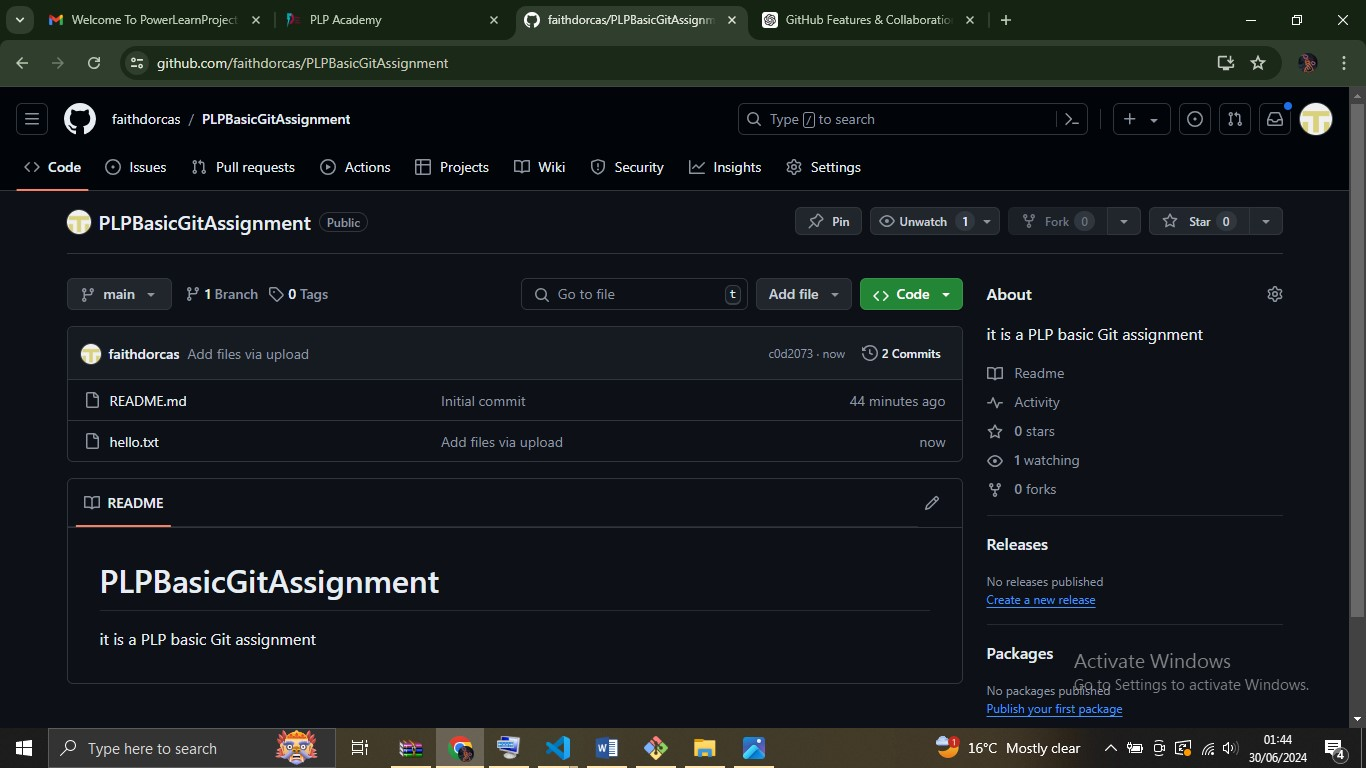 Welcome To PowerLearnProject
PLP Academy
faithdorcas/PLPBasicGitAssignm
GitHub Features & Collaboratio
github.com/faithdorcas/PLPBasicGitAssignment
faithdorcas / PLPBasicGitAssignment
Type / to search
Code Issues Pull requests Actions Projects Wiki Security Insights Settings
PLPBasicGitAssignment Public
Pin Unwatch 1 Fork 0 Star 0
main 1 Branch 0 Tags
Go to file t Add file Code
faithdorcas Add files via upload c0d2073 · now 2 Commits
README.md Initial commit 44 minutes ago
hello.txt Add files via upload now
README
PLPBasicGitAssignment
it is a PLP basic Git assignment
About
it is a PLP basic Git assignment
Readme
Activity
0 stars
1 watching
0 forks
Releases
No releases published
Create a new release
Packages
No packages published
Publish your first package
Activate Windows
Go to Settings to activate Windows.
Type here to search
1
16°C Mostly clear
01:44
30/06/2024
4